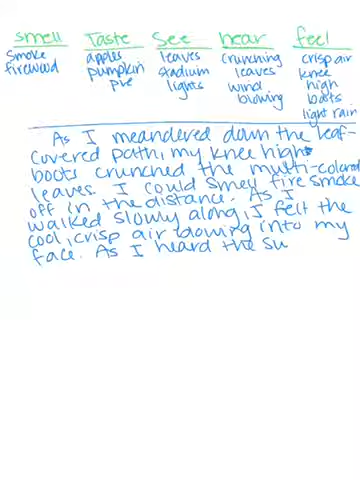 smell Taste See hear feel
smoke apples leaves crunching crisp air
firewood pumpkin stadium leaves knee
pie lights wind high
blowing boots
light rain
As I meandered down the leaf-
covered path, my knee high
boots crunched the multi-colored
leaves. I could smell fire smoke
off in the distance. As I
walked slowly along, I felt the
cool, crisp air blowing into my
face. As I heard the su